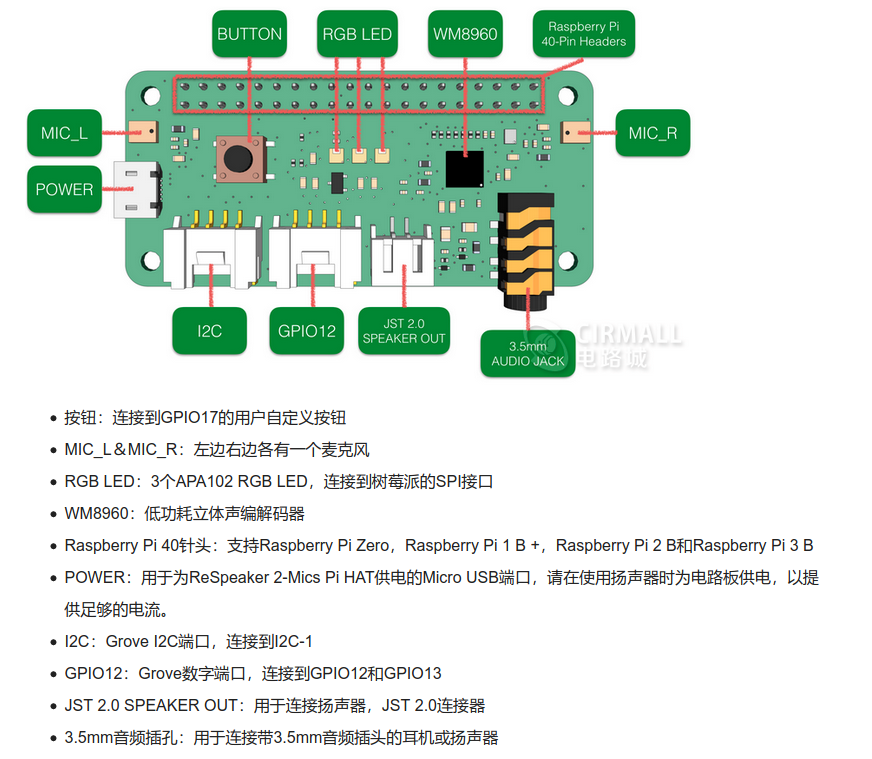 BUTTON
RGB LED
WM8960
Raspberry Pi
40-Pin Headers
MIC_L
MIC_R
POWER
I2C
GPIO12
JST 2.0
SPEAKER OUT
3.5mm
AUDIO JACK
CIRMALL
电路城
• 按钮：连接到GPIO17的用户自定义按钮
• MIC_L＆MIC_R：左边右边各有一个麦克风
• RGB LED：3个APA102 RGB LED，连接到树莓派的SPI接口
• WM8960：低功耗立体声编解码器
• Raspberry Pi 40针头：支持Raspberry Pi Zero，Raspberry Pi 1 B +，Raspberry Pi 2 B和Raspberry Pi 3 B
• POWER：用于为ReSpeaker 2-Mics Pi HAT供电的Micro USB端口，请在使用扬声器时为电路板供电，以提
供足够的电流。
• I2C：Grove I2C端口，连接到I2C-1
• GPIO12：Grove数字端口，连接到GPIO12和GPIO13
• JST 2.0 SPEAKER OUT：用于连接扬声器，JST 2.0连接器
• 3.5mm音频插孔：用于连接带3.5mm音频插头的耳机或扬声器